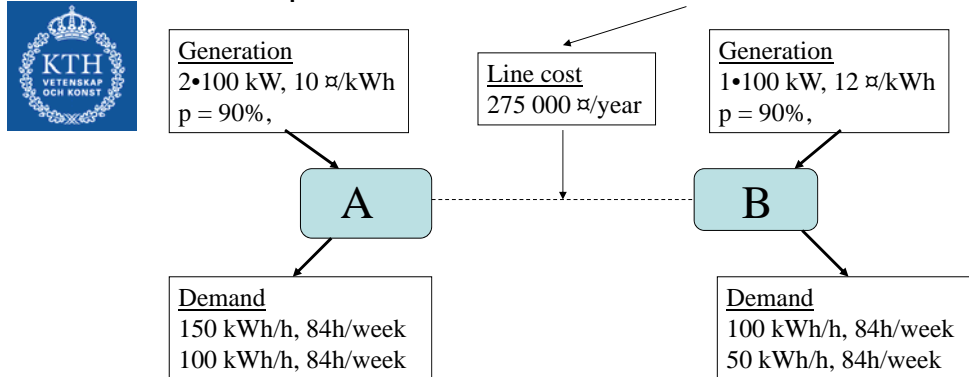 KTH
VETENSKAP
OCH KONST
Generation
2•100 kW, 10 ¤/kWh
p = 90%,
Line cost
275 000 ¤/year
Generation
1•100 kW, 12 ¤/kWh
p = 90%,
A
B
Demand
150 kWh/h, 84h/week
100 kWh/h, 84h/week
Demand
100 kWh/h, 84h/week
50 kWh/h, 84h/week